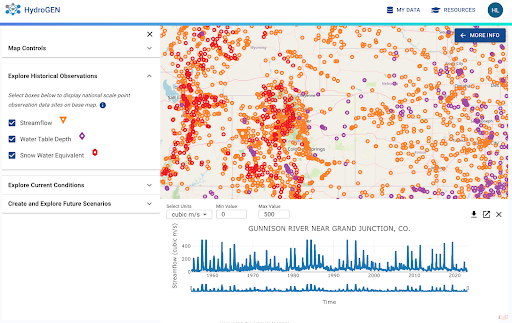 HydroGEN
MY DATA
RESOURCES
HL
Map Controls
MORE INFO
Explore Historical Observations
Select boxes below to display national scale point
observation data sites on base map.
Streamflow
Water Table Depth
Snow Water Equivalent
Explore Current Conditions
Create and Explore Future Scenarios
Select Units
Min Value
Max Value
cubic m/s
0
500
GUNNISON RIVER NEAR GRAND JUNCTION, CO.
Streamflow (cubic m/s)
400
200
0
1960
1970
1980
1990
2000
2010
2020
Time